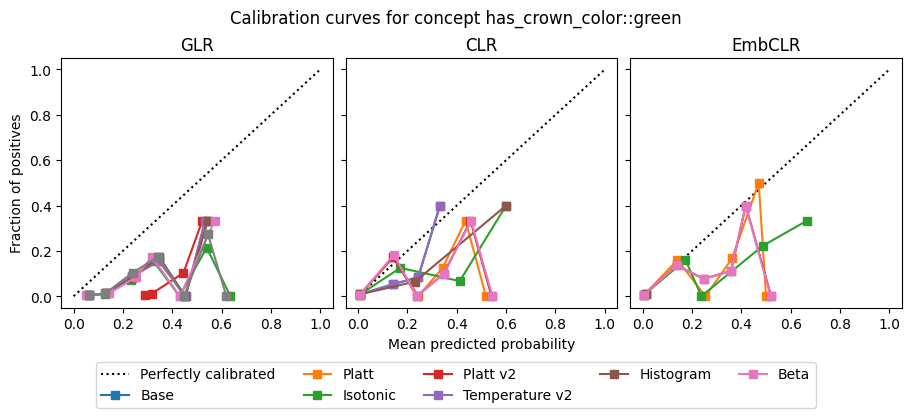 Calibration curves for concept has_crown_color::green
GLR
CLR
EmbCLR
Fraction of positives
1.0
0.8
0.6
0.4
0.2
0.0
0.0 0.2 0.4 0.6 0.8 1.0
0.0 0.2 0.4 0.6 0.8 1.0
0.0 0.2 0.4 0.6 0.8 1.0
Mean predicted probability
Perfectly calibrated Platt Platt v2 Histogram Beta
Base Isotonic Temperature v2